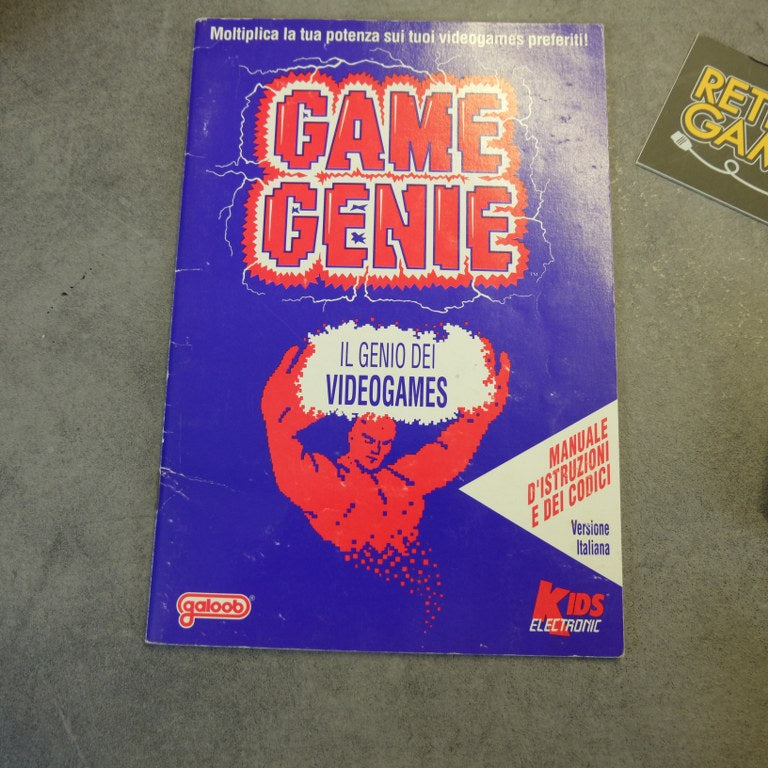 Moltiplica la tua potenza sui tuoi videogames preferiti!
GAME
GENIE
TM
IL GENIO DEI
VIDEOGAMES
MANUALE
D'ISTRUZIONI
E DEI CODICI
Versione
Italiana
galoob®
KIDS
ELECTRONIC